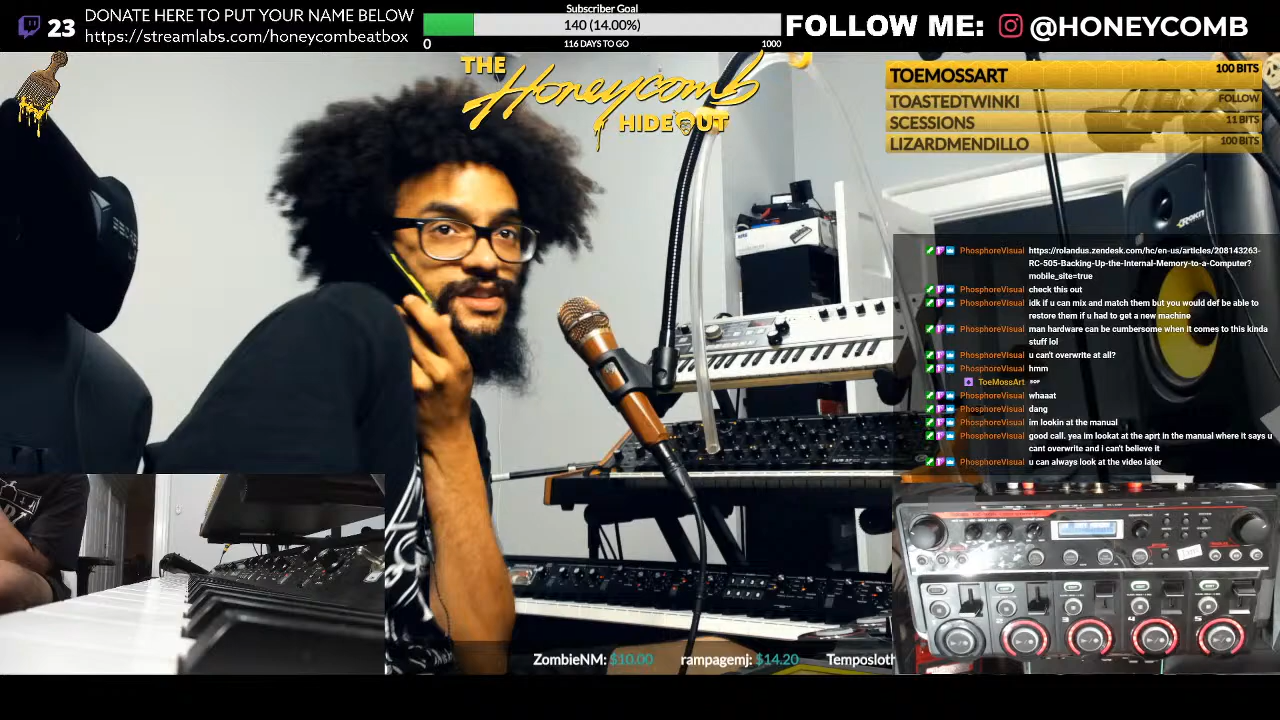 23
DONATE HERE TO PUT YOUR NAME BELOW
https://streamlabs.com/honeycombeatbox
Subscriber Goal
140 (14.00%)
0
116 DAYS TO GO
1000
FOLLOW ME: @HONEYCOMB
THE
Honeycomb
HIDEOUT
TOEMOSSART 100 BITS
TOASTEDTWINKI FOLLOW
SCESSIONS 11 BITS
LIZARDMENDILLO 100 BITS
PhosphoreVisual https://rolandus.zendesk.com/hc/en-us/articles/208143263-
RC-505-Backing-Up-the-Internal-Memory-to-a-Computer?
mobile_site=true
PhosphoreVisual check this out
PhosphoreVisual idk if u can mix and match them but you would def be able to
restore them if u had to get a new machine
PhosphoreVisual man hardware can be cumbersome when it comes to this kinda
stuff lol
PhosphoreVisual u can't overwrite at all?
PhosphoreVisual hmm
ToeMossArt
PhosphoreVisual whaaat
PhosphoreVisual dang
PhosphoreVisual im lookin at the manual
PhosphoreVisual good call. yea im lookat at the aprt in the manual where it says u
cant overwrite and i can't believe it
PhosphoreVisual u can always look at the video later
ZombieNM: $10.00 rampagemj: $14.20 Temposloth